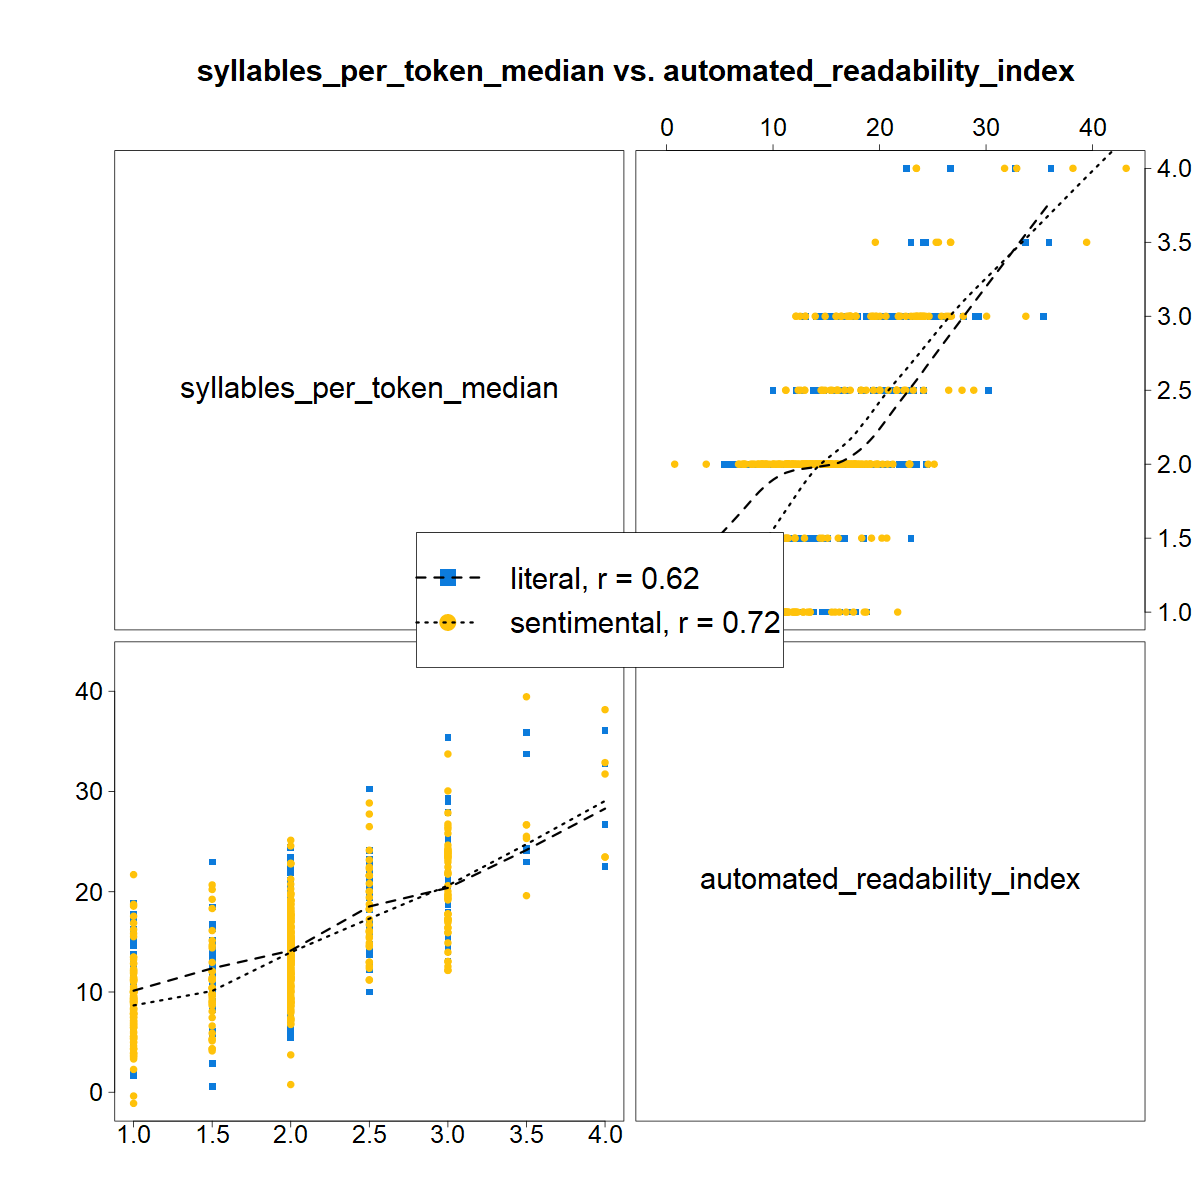 syllables_per_token_median vs. automated_readability_index
0 10 20 30 40
4.0
3.5
3.0
2.5
2.0
1.5
1.0
syllables_per_token_median
literal, r = 0.62
sentimental, r = 0.72
40
30
20
10
0
automated_readability_index
1.0 1.5 2.0 2.5 3.0 3.5 4.0